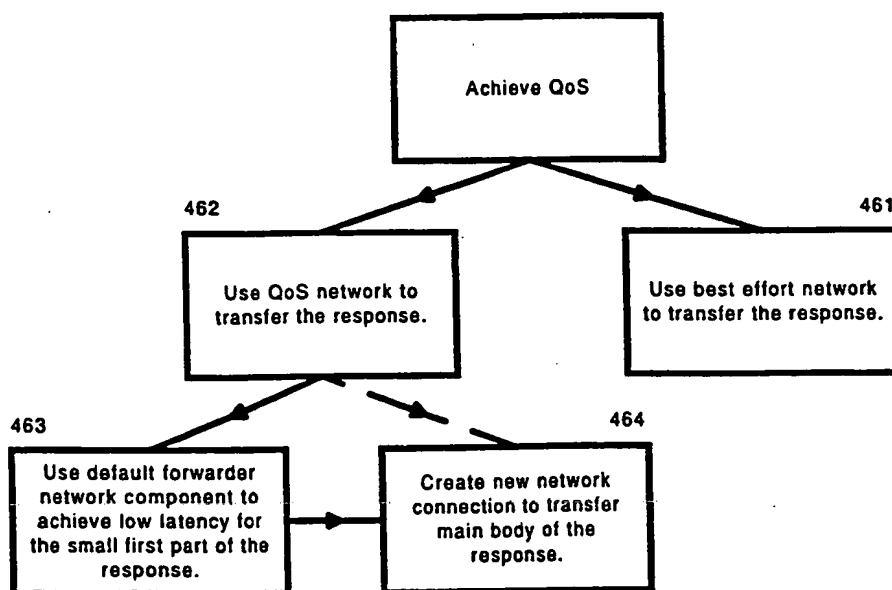 Achieve QoS
462
461
Use QoS network to
transfer the response.
Use best effort network
to transfer the response.
463
464
Use default forwarder
network component to
achieve low latency for
the small first part of the
response.
Create new network
connection to transfer
main body of the
response.